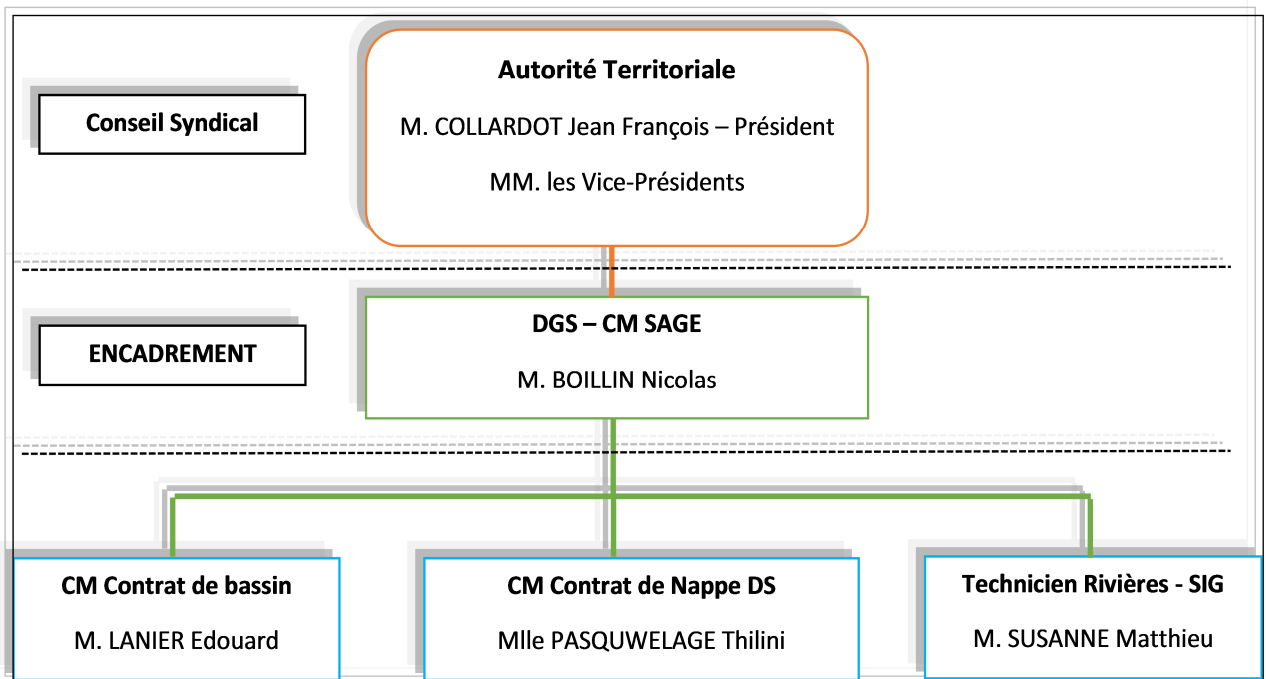 Conseil Syndical
Autorité Territoriale
M. COLLARDOT Jean François – Président
MM. les Vice-Présidents
ENCADREMENT
DGS – CM SAGE
M. BOILLIN Nicolas
CM Contrat de bassin
M. LANIER Edouard
CM Contrat de Nappe DS
Mlle PASQUWELAGE Thilini
Technicien Rivières - SIG
M. SUSANNE Matthieu